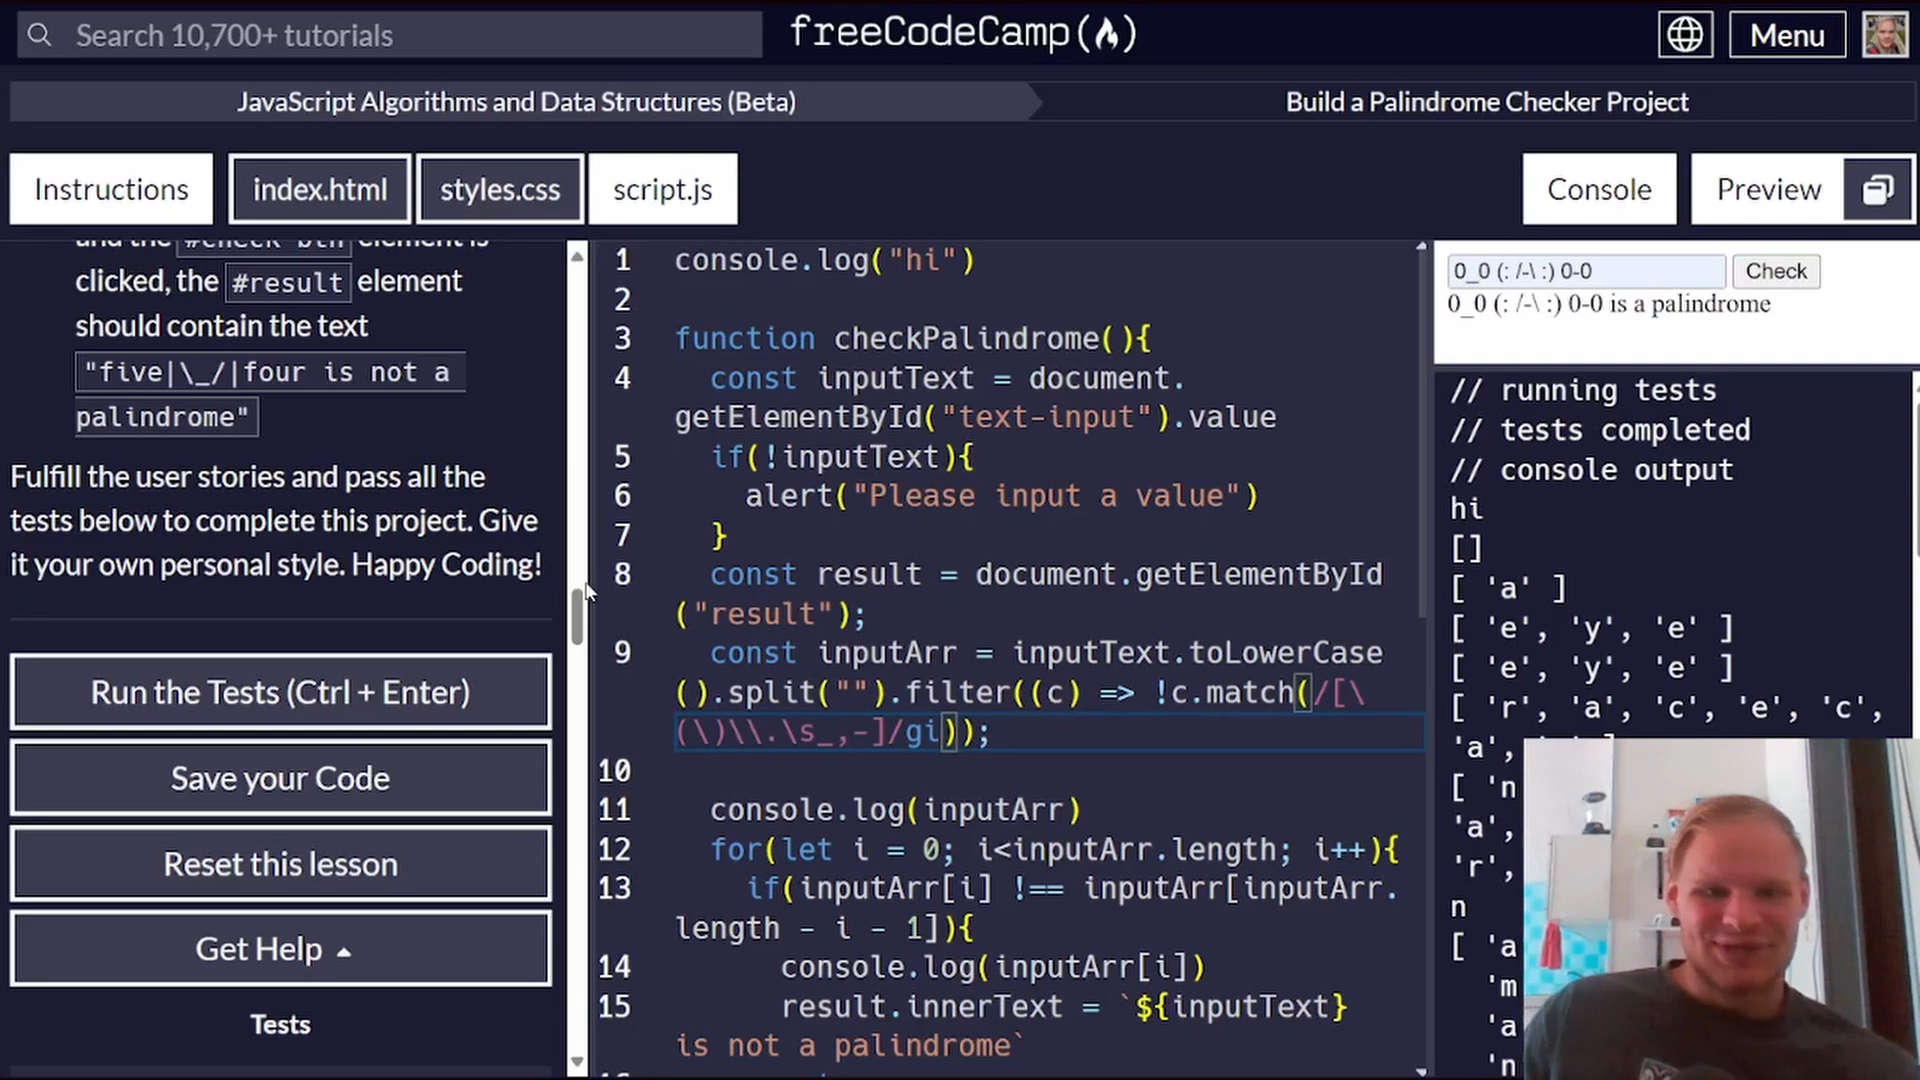 Search 10,700+ tutorials
freeCodeCamp
Menu
JavaScript Algorithms and Data Structures (Beta)
Build a Palindrome Checker Project
Instructions
index.html
styles.css
script.js
Console
Preview
and the #check-btn element is
clicked, the #result element
should contain the text
"five|\_/|four is not a
palindrome"
Fulfill the user stories and pass all the
tests below to complete this project. Give
it your own personal style. Happy Coding!
Run the Tests (Ctrl + Enter)
Save your Code
Reset this lesson
Get Help
Tests
1 console.log("hi")
2
3 function checkPalindrome(){
4 const inputText = document.
getElementById("text-input").value
5 if(!inputText){
6 alert("Please input a value")
7 }
8 const result = document.getElementById
("result");
9 const inputArr = inputText.toLowerCase
().split("").filter((c) => !c.match(/[\
(\)\\.\s_,-]/gi));
10
11 console.log(inputArr)
12 for(let i = 0; i<inputArr.length; i++){
13 if(inputArr[i] !== inputArr[inputArr.
length - i - 1]){
14 console.log(inputArr[i])
15 result.innerText = `${inputText}
is not a palindrome`
0_0 (: /-\ :) 0-0
Check
0_0 (: /-\ :) 0-0 is a palindrome
// running tests
// tests completed
// console output
hi
[]
[ 'a' ]
[ 'e', 'y', 'e' ]
[ 'e', 'y', 'e' ]
[ 'r', 'a', 'c', 'e', 'c',
'a',
[ 'n
'a',
'r',
n
[ 'a
'm
'a
'n